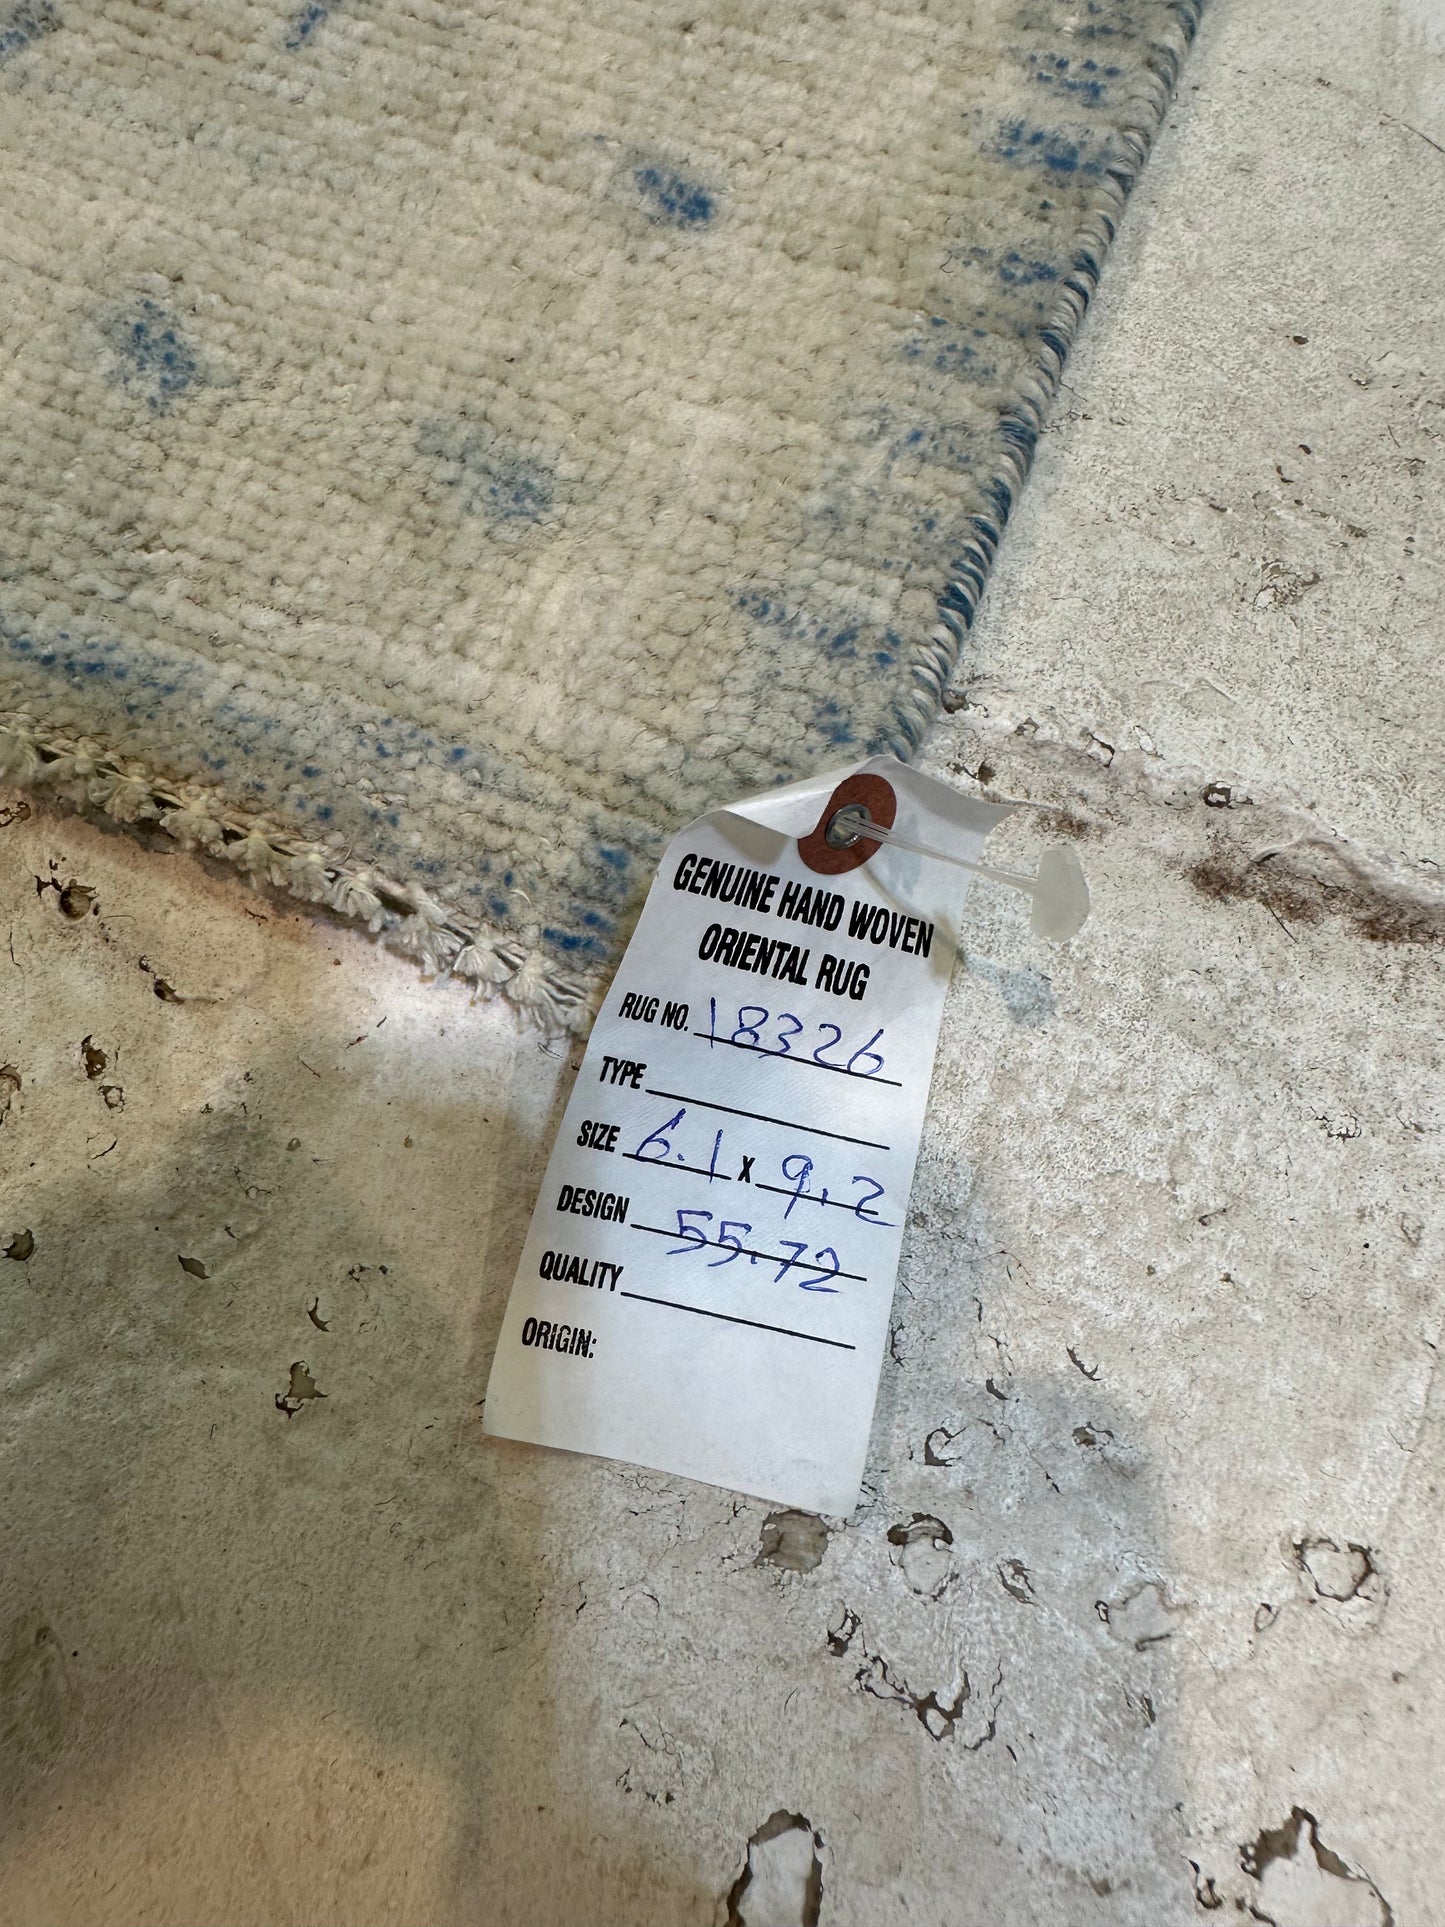 GENUINE HAND WOVEN
ORIENTAL RUG
RUG NO. 18326
TYPE
SIZE 6.1 X 9.2
DESIGN 55.72
QUALITY
ORIGIN: